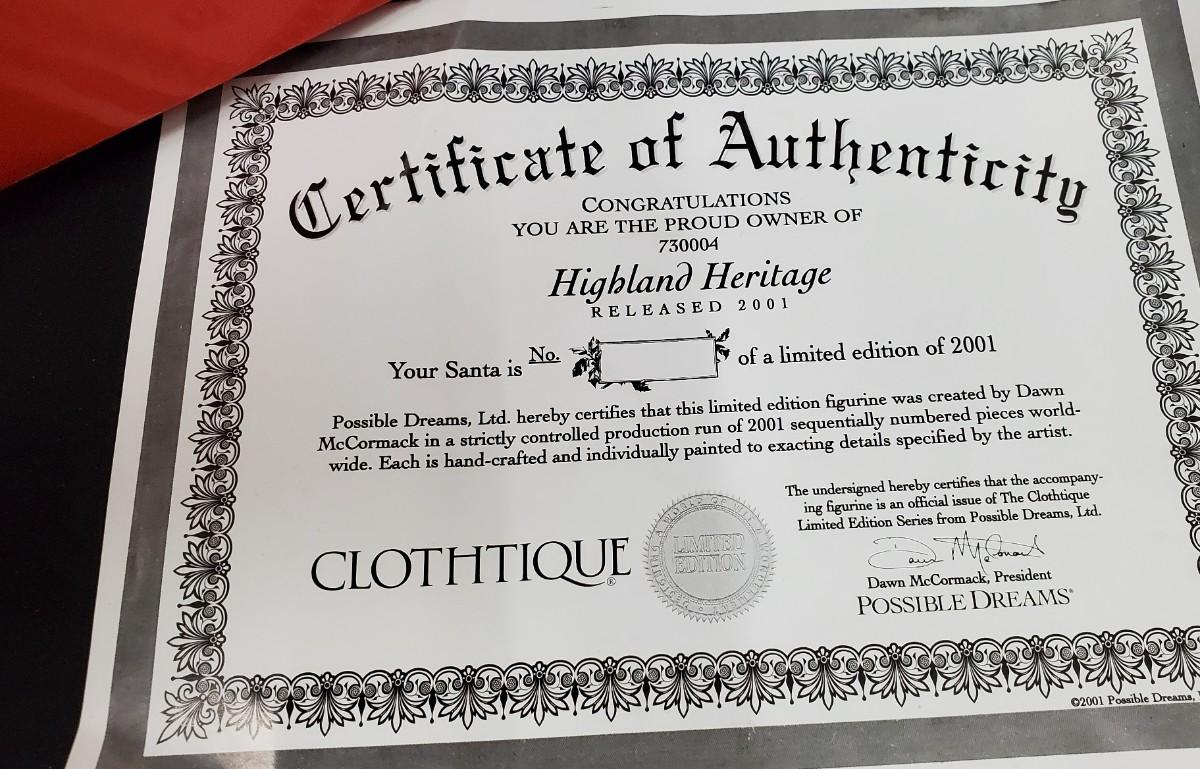 Certificate of Authenticity
CONGRATULATIONS
YOU ARE THE PROUD OWNER OF
730004
Highland Heritage
RELEASED 2001
Your Santa is No. of a limited edition of 2001
Possible Dreams, Ltd. hereby certifies that this limited edition figurine was created by Dawn
McCormack in a strictly controlled production run of 2001 sequentially numbered pieces world-
wide. Each is hand-crafted and individually painted to exacting details specified by the artist.
The undersigned hereby certifies that the accompany-
ing figurine is an official issue of The Clothtique
Limited Edition Series from Possible Dreams, Ltd.
CLOTHTIQUE®
LIMITED
EDITION
Dawn McCormack, President
POSSIBLE DREAMS®
©2001 Possible Dreams,